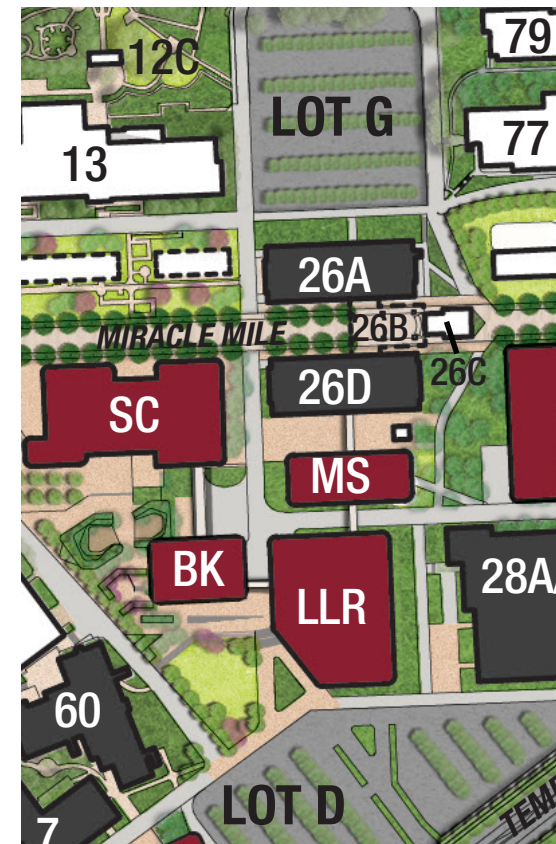 79
12C
LOT G
77
13
26A
MIRACLE MILE
26B
26C
26D
SC
MS
BK
28A
LLR
60
LOT D
7